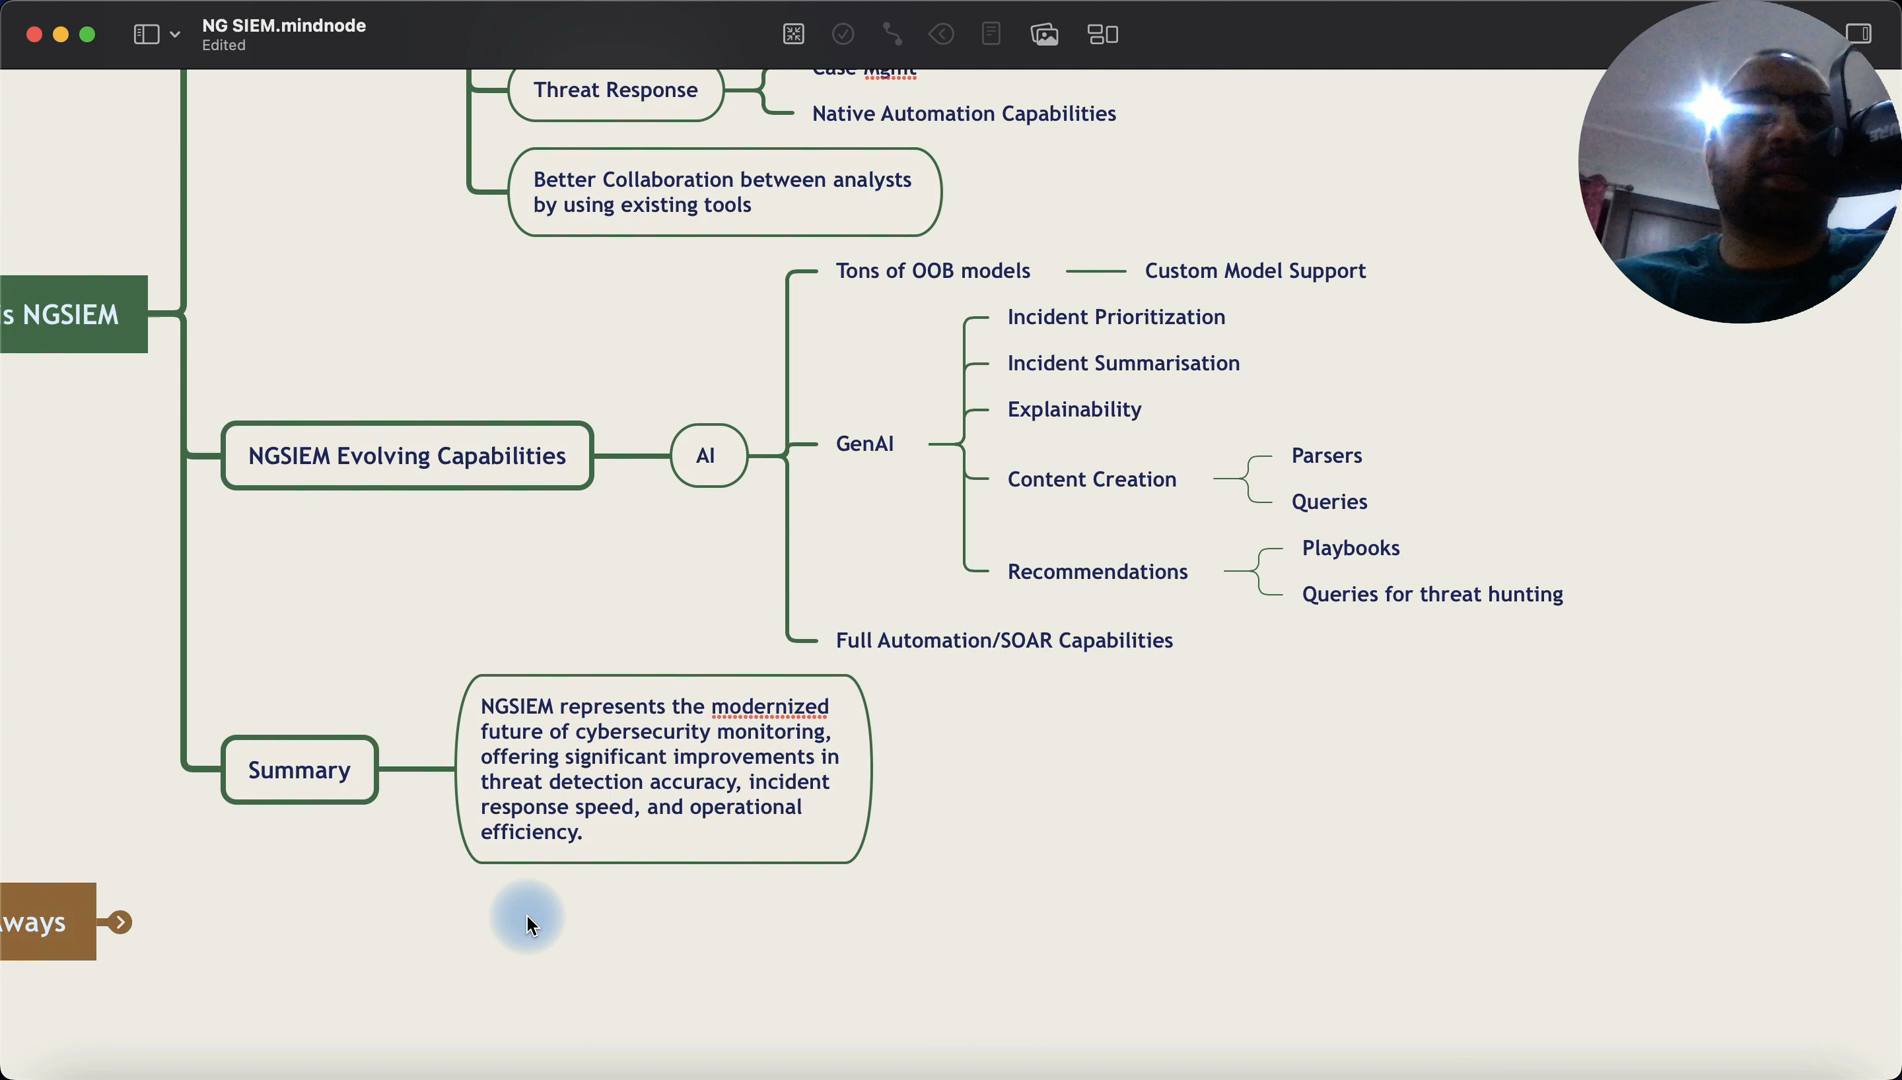 NG SIEM.mindnode
Edited
Case Mgmt
Threat Response
Native Automation Capabilities
Better Collaboration between analysts
by using existing tools
is NGSIEM
Tons of OOB models
Custom Model Support
Incident Prioritization
Incident Summarisation
Explainability
GenAI
NGSIEM Evolving Capabilities
AI
Content Creation
Parsers
Queries
Recommendations
Playbooks
Queries for threat hunting
Full Automation/SOAR Capabilities
NGSIEM represents the modernized
future of cybersecurity monitoring,
offering significant improvements in
threat detection accuracy, incident
response speed, and operational
efficiency.
Summary
ways